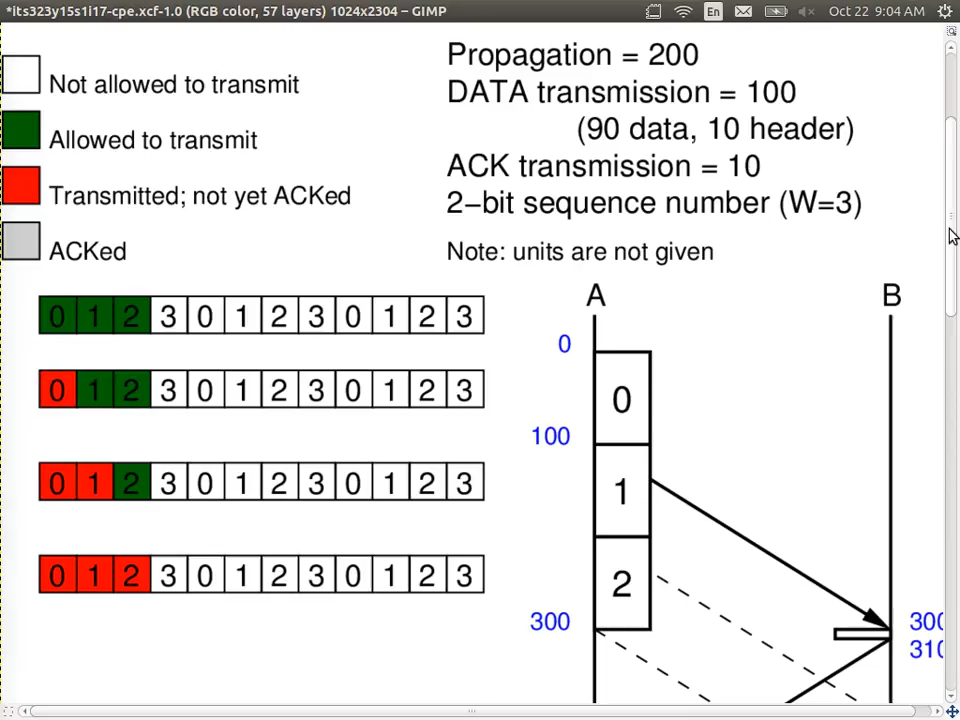 *its323y15s1i17-cpe.xcf-1.0 (RGB color, 57 layers) 1024x2304 – GIMP
En
Oct 22 9:04 AM
Not allowed to transmit
Allowed to transmit
Transmitted; not yet ACKed
ACKed
Propagation = 200
DATA transmission = 100
(90 data, 10 header)
ACK transmission = 10
2−bit sequence number (W=3)
Note: units are not given
0 1 2 3 0 1 2 3 0 1 2 3
0 1 2 3 0 1 2 3 0 1 2 3
0 1 2 3 0 1 2 3 0 1 2 3
0 1 2 3 0 1 2 3 0 1 2 3
A
B
0
0
100
1
2
300
300
310